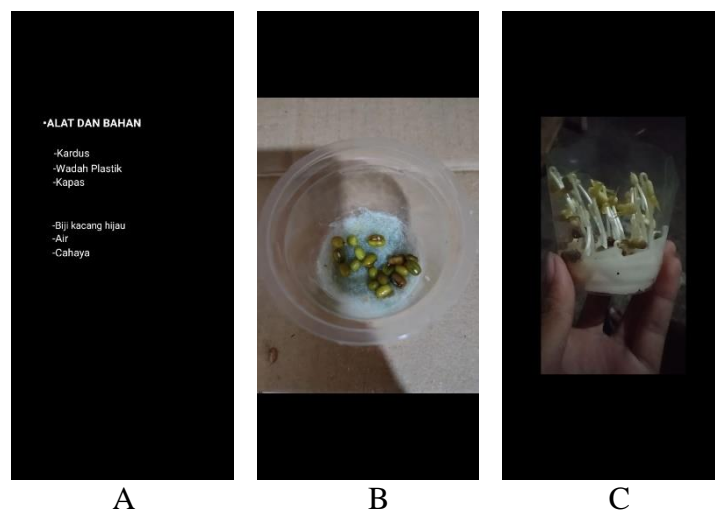 •ALAT DAN BAHAN
-Kardus
-Wadah Plastik
-Kapas
-Biji kacang hijau
-Air
-Cahaya
A
B
C